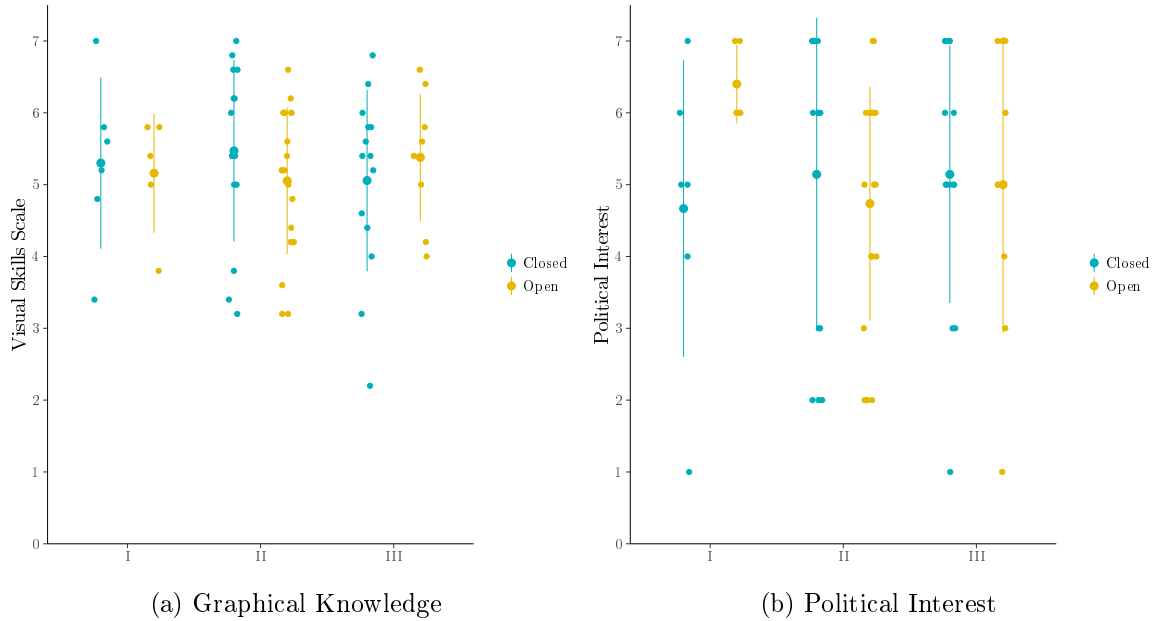 Visual Skills Scale
7
6
5
4
3
2
1
0
I
II
III
Closed
Open
(a) Graphical Knowledge
Political Interest
7
6
5
4
3
2
1
0
I
II
III
Closed
Open
(b) Political Interest